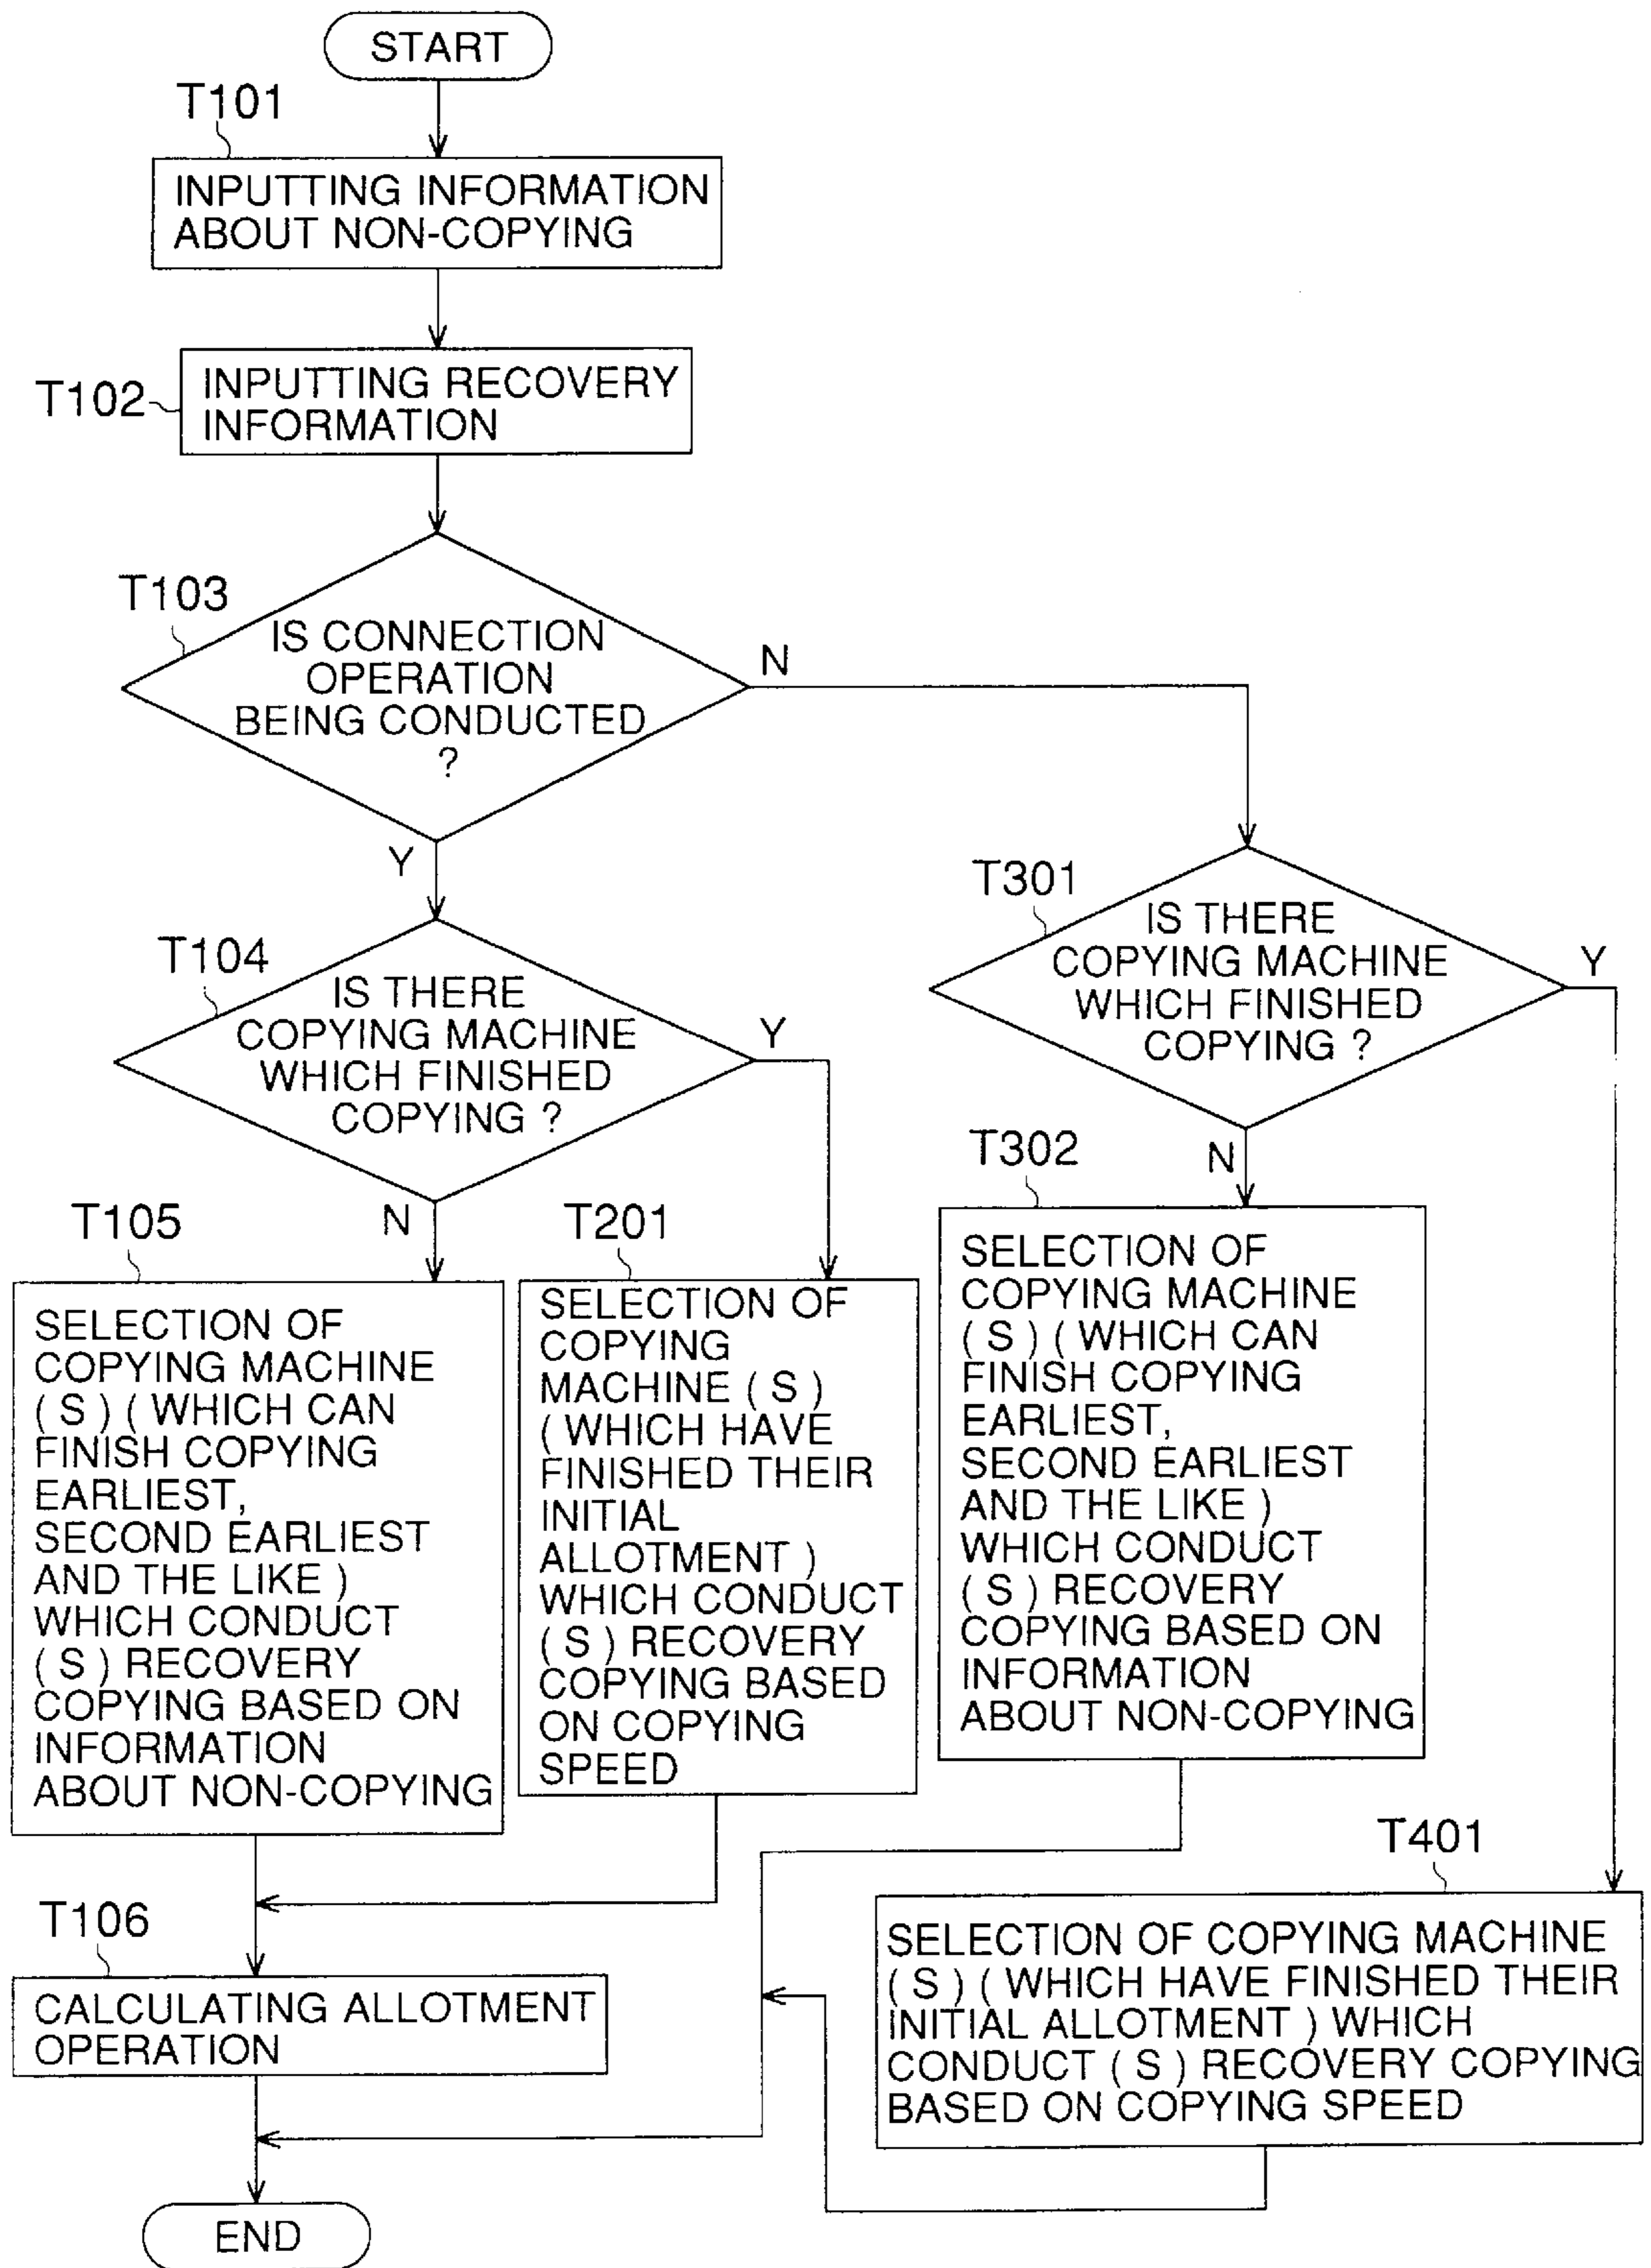 START
T101
INPUTTING INFORMATION
ABOUT NON-COPYING
T102
INPUTTING RECOVERY
INFORMATION
T103
IS CONNECTION
OPERATION
BEING CONDUCTED
?
N
Y
T104
IS THERE
COPYING MACHINE
WHICH FINISHED
COPYING ?
Y
N
T301
IS THERE
COPYING MACHINE
WHICH FINISHED
COPYING ?
Y
N
T105
SELECTION OF
COPYING MACHINE
( S ) ( WHICH CAN
FINISH COPYING
EARLIEST,
SECOND EARLIEST
AND THE LIKE )
WHICH CONDUCT
( S ) RECOVERY
COPYING BASED ON
INFORMATION
ABOUT NON-COPYING
T201
SELECTION OF
COPYING
MACHINE ( S )
( WHICH HAVE
FINISHED THEIR
INITIAL
ALLOTMENT )
WHICH CONDUCT
( S ) RECOVERY
COPYING BASED
ON COPYING
SPEED
T302
SELECTION OF
COPYING MACHINE
( S ) ( WHICH CAN
FINISH COPYING
EARLIEST,
SECOND EARLIEST
AND THE LIKE )
WHICH CONDUCT
( S ) RECOVERY
COPYING BASED ON
INFORMATION
ABOUT NON-COPYING
T401
SELECTION OF COPYING MACHINE
( S ) ( WHICH HAVE FINISHED THEIR
INITIAL ALLOTMENT ) WHICH
CONDUCT ( S ) RECOVERY COPYING
BASED ON COPYING SPEED
T106
CALCULATING ALLOTMENT
OPERATION
END